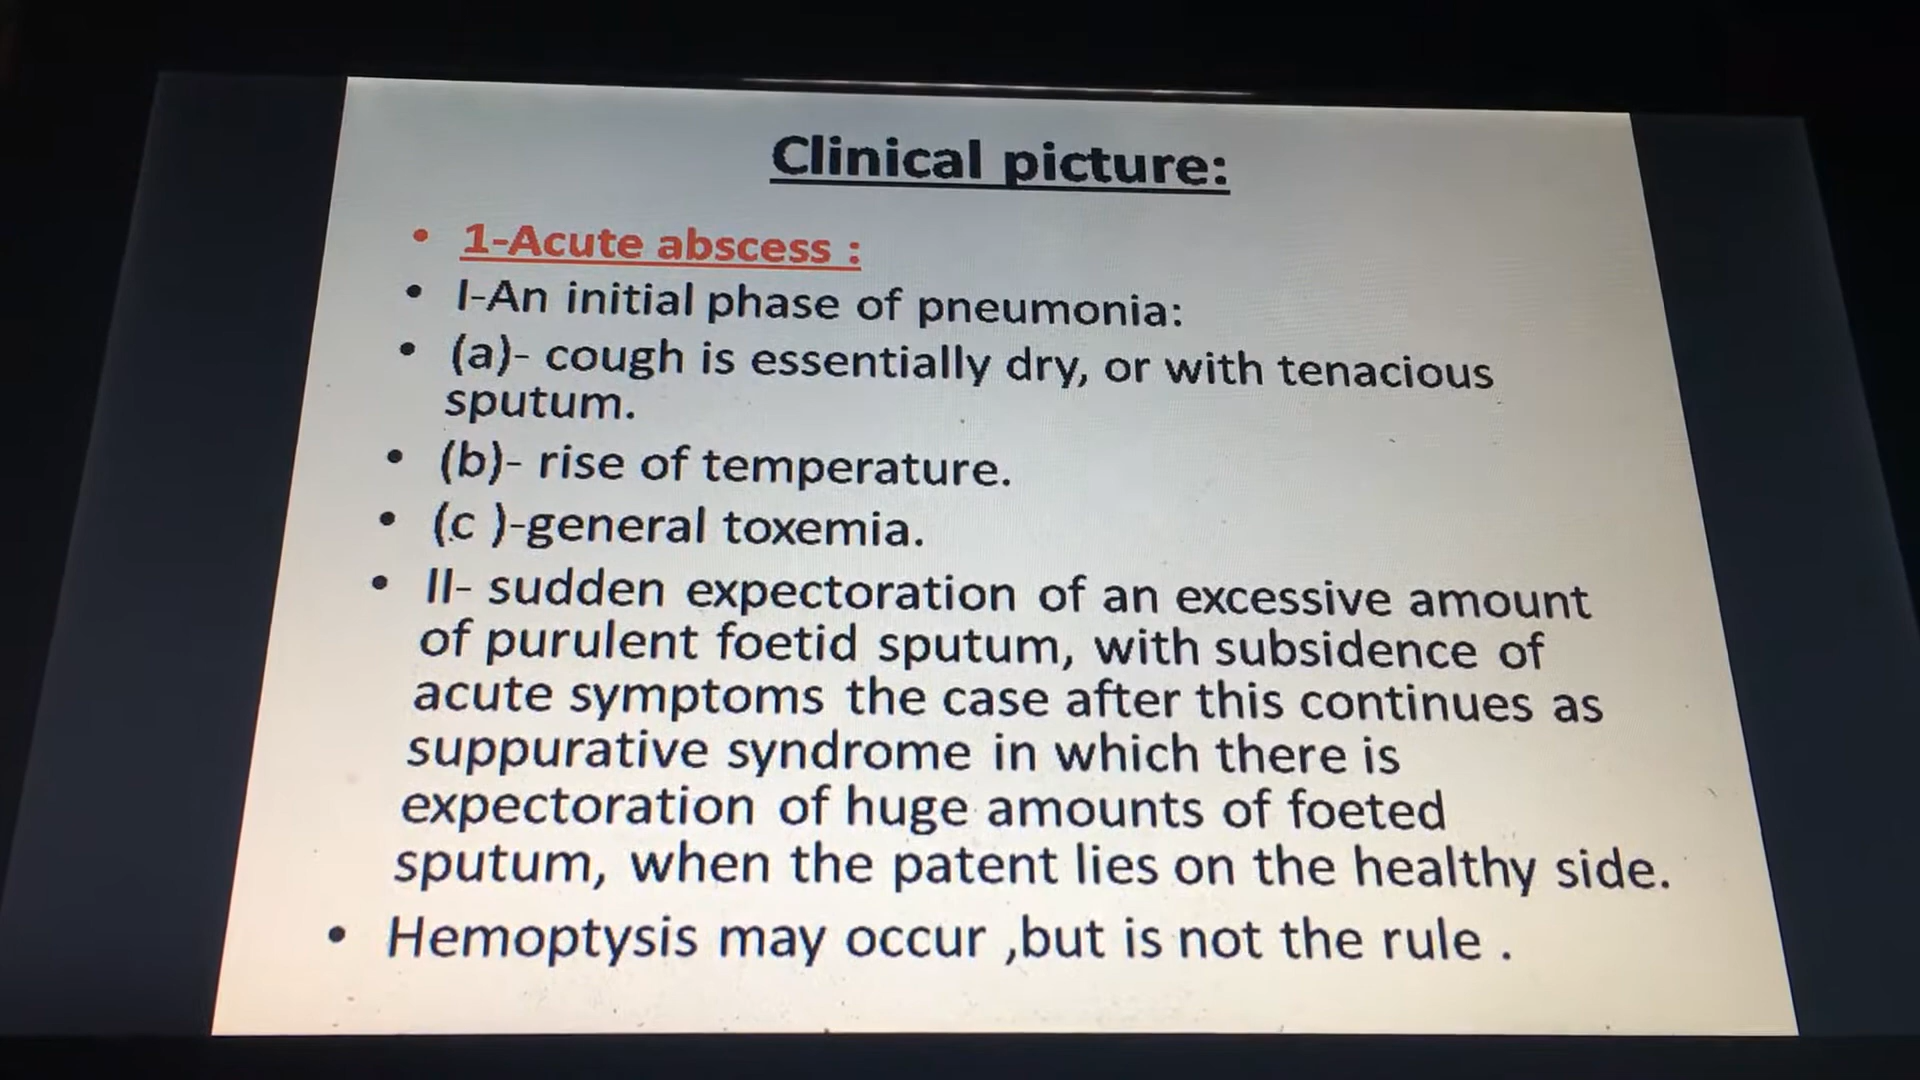 Clinical picture:
• 1-Acute abscess :
• I-An initial phase of pneumonia:
• (a)- cough is essentially dry, or with tenacious
sputum.
• (b)- rise of temperature.
• (c )-general toxemia.
• II- sudden expectoration of an excessive amount
of purulent foetid sputum, with subsidence of
acute symptoms the case after this continues as
suppurative syndrome in which there is
expectoration of huge amounts of foeted
sputum, when the patent lies on the healthy side.
• Hemoptysis may occur ,but is not the rule .